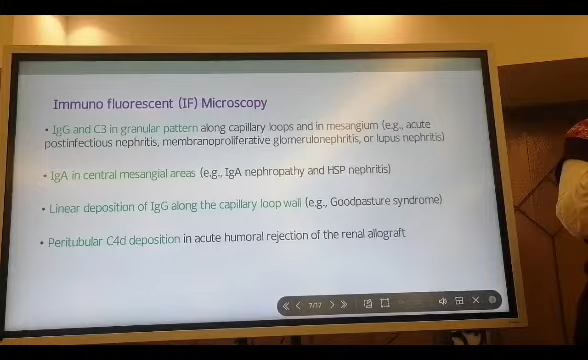 Immuno fluorescent (IF) Microscopy
• IgG and C3 in granular pattern along capillary loops and in mesangium (e.g., acute
postinfectious nephritis, membranoproliferative glomerulonephritis, or lupus nephritis)
• IgA in central mesangial areas (e.g., IgA nephropathy and HSP nephritis)
• Linear deposition of IgG along the capillary loop wall (e.g., Goodpasture syndrome)
• Peritubular C4d deposition in acute humoral rejection of the renal allograft
7/17